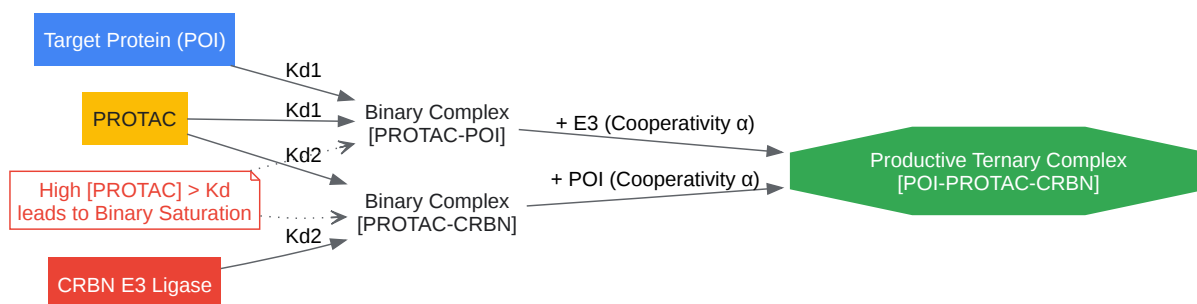 Target Protein (POI)
Kd1
PROTAC
Kd1
Kd2
Binary Complex
[PROTAC-POI]
+ E3 (Cooperativity α)
High [PROTAC] > Kd
leads to Binary Saturation
Binary Complex
[PROTAC-CRBN]
+ POI (Cooperativity α)
Kd2
CRBN E3 Ligase
Productive Ternary Complex
[POI-PROTAC-CRBN]